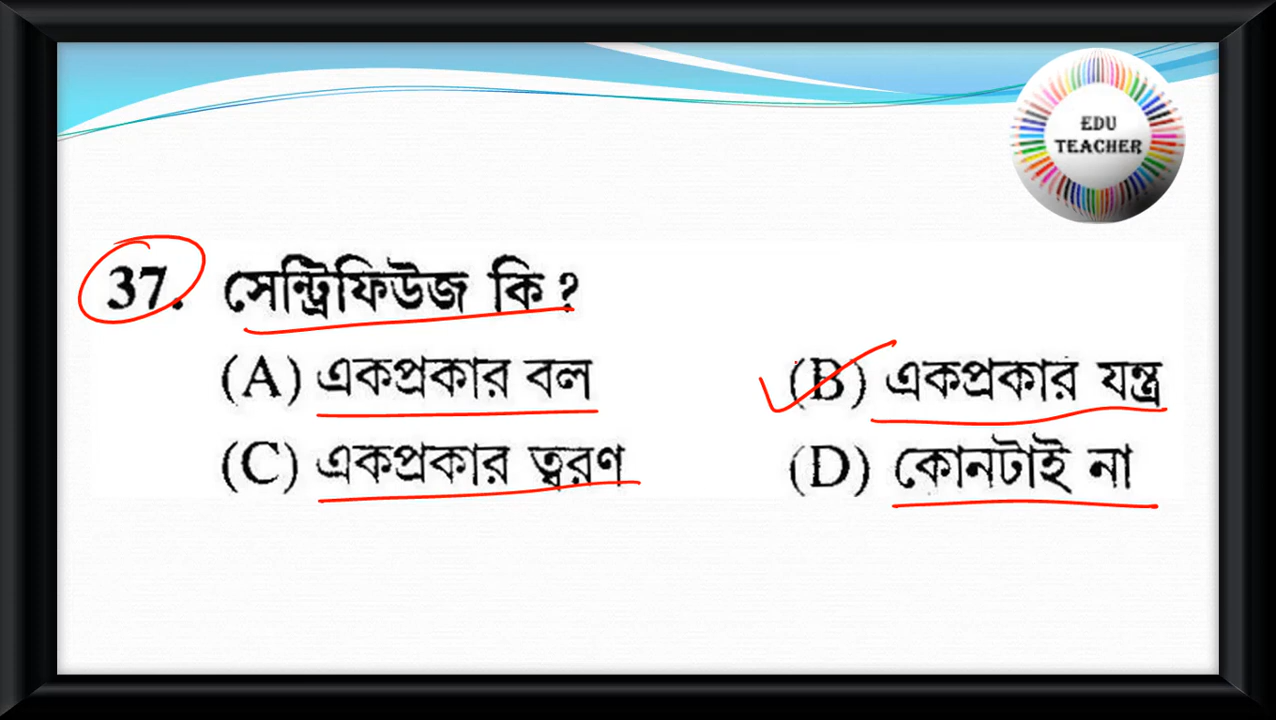 EDU
TEACHER
37. সেন্ট্রিফিউজ কি ?
(A) একপ্রকার বল (B) একপ্রকার যন্ত্র
(C) একপ্রকার ত্বরণ (D) কোনটাই না